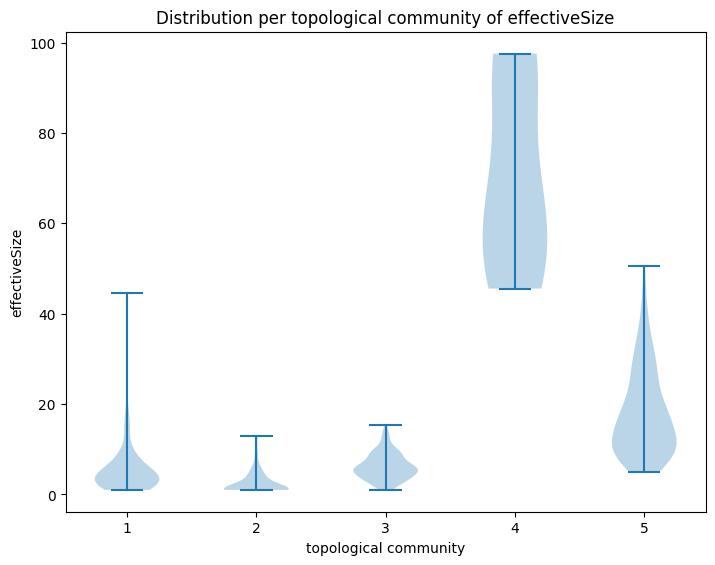 Distribution per topological community of effectiveSize
100
80
60
40
20
0
effectiveSize
1 2 3 4 5
topological community